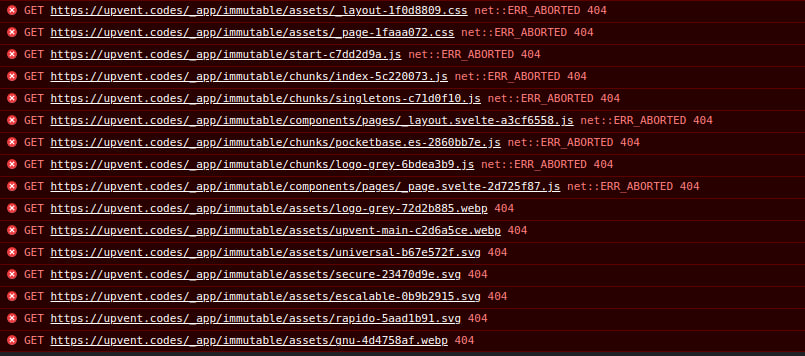 GET https://upvent.codes/_app/immutable/assets/_layout-1f0d8809.css net::ERR_ABORTED 404
GET https://upvent.codes/_app/immutable/assets/_page-1faaa072.css net::ERR_ABORTED 404
GET https://upvent.codes/_app/immutable/start-c7dd2d9a.js net::ERR_ABORTED 404
GET https://upvent.codes/_app/immutable/chunks/index-5c220073.js net::ERR_ABORTED 404
GET https://upvent.codes/_app/immutable/chunks/singletons-c71d0f10.js net::ERR_ABORTED 404
GET https://upvent.codes/_app/immutable/components/pages/_layout.svelte-a3cf6558.js net::ERR_ABORTED 404
GET https://upvent.codes/_app/immutable/chunks/pocketbase.es-2860bb7e.js net::ERR_ABORTED 404
GET https://upvent.codes/_app/immutable/chunks/logo-grey-6bdea3b9.js net::ERR_ABORTED 404
GET https://upvent.codes/_app/immutable/components/pages/_page.svelte-2d725f87.js net::ERR_ABORTED 404
GET https://upvent.codes/_app/immutable/assets/logo-grey-72d2b885.webp 404
GET https://upvent.codes/_app/immutable/assets/upvent-main-c2d6a5ce.webp 404
GET https://upvent.codes/_app/immutable/assets/universal-b67e572f.svg 404
GET https://upvent.codes/_app/immutable/assets/secure-23470d9e.svg 404
GET https://upvent.codes/_app/immutable/assets/escalable-0b9b2915.svg 404
GET https://upvent.codes/_app/immutable/assets/rapido-5aad1b91.svg 404
GET https://upvent.codes/_app/immutable/assets/gnu-4d4758af.webp 404